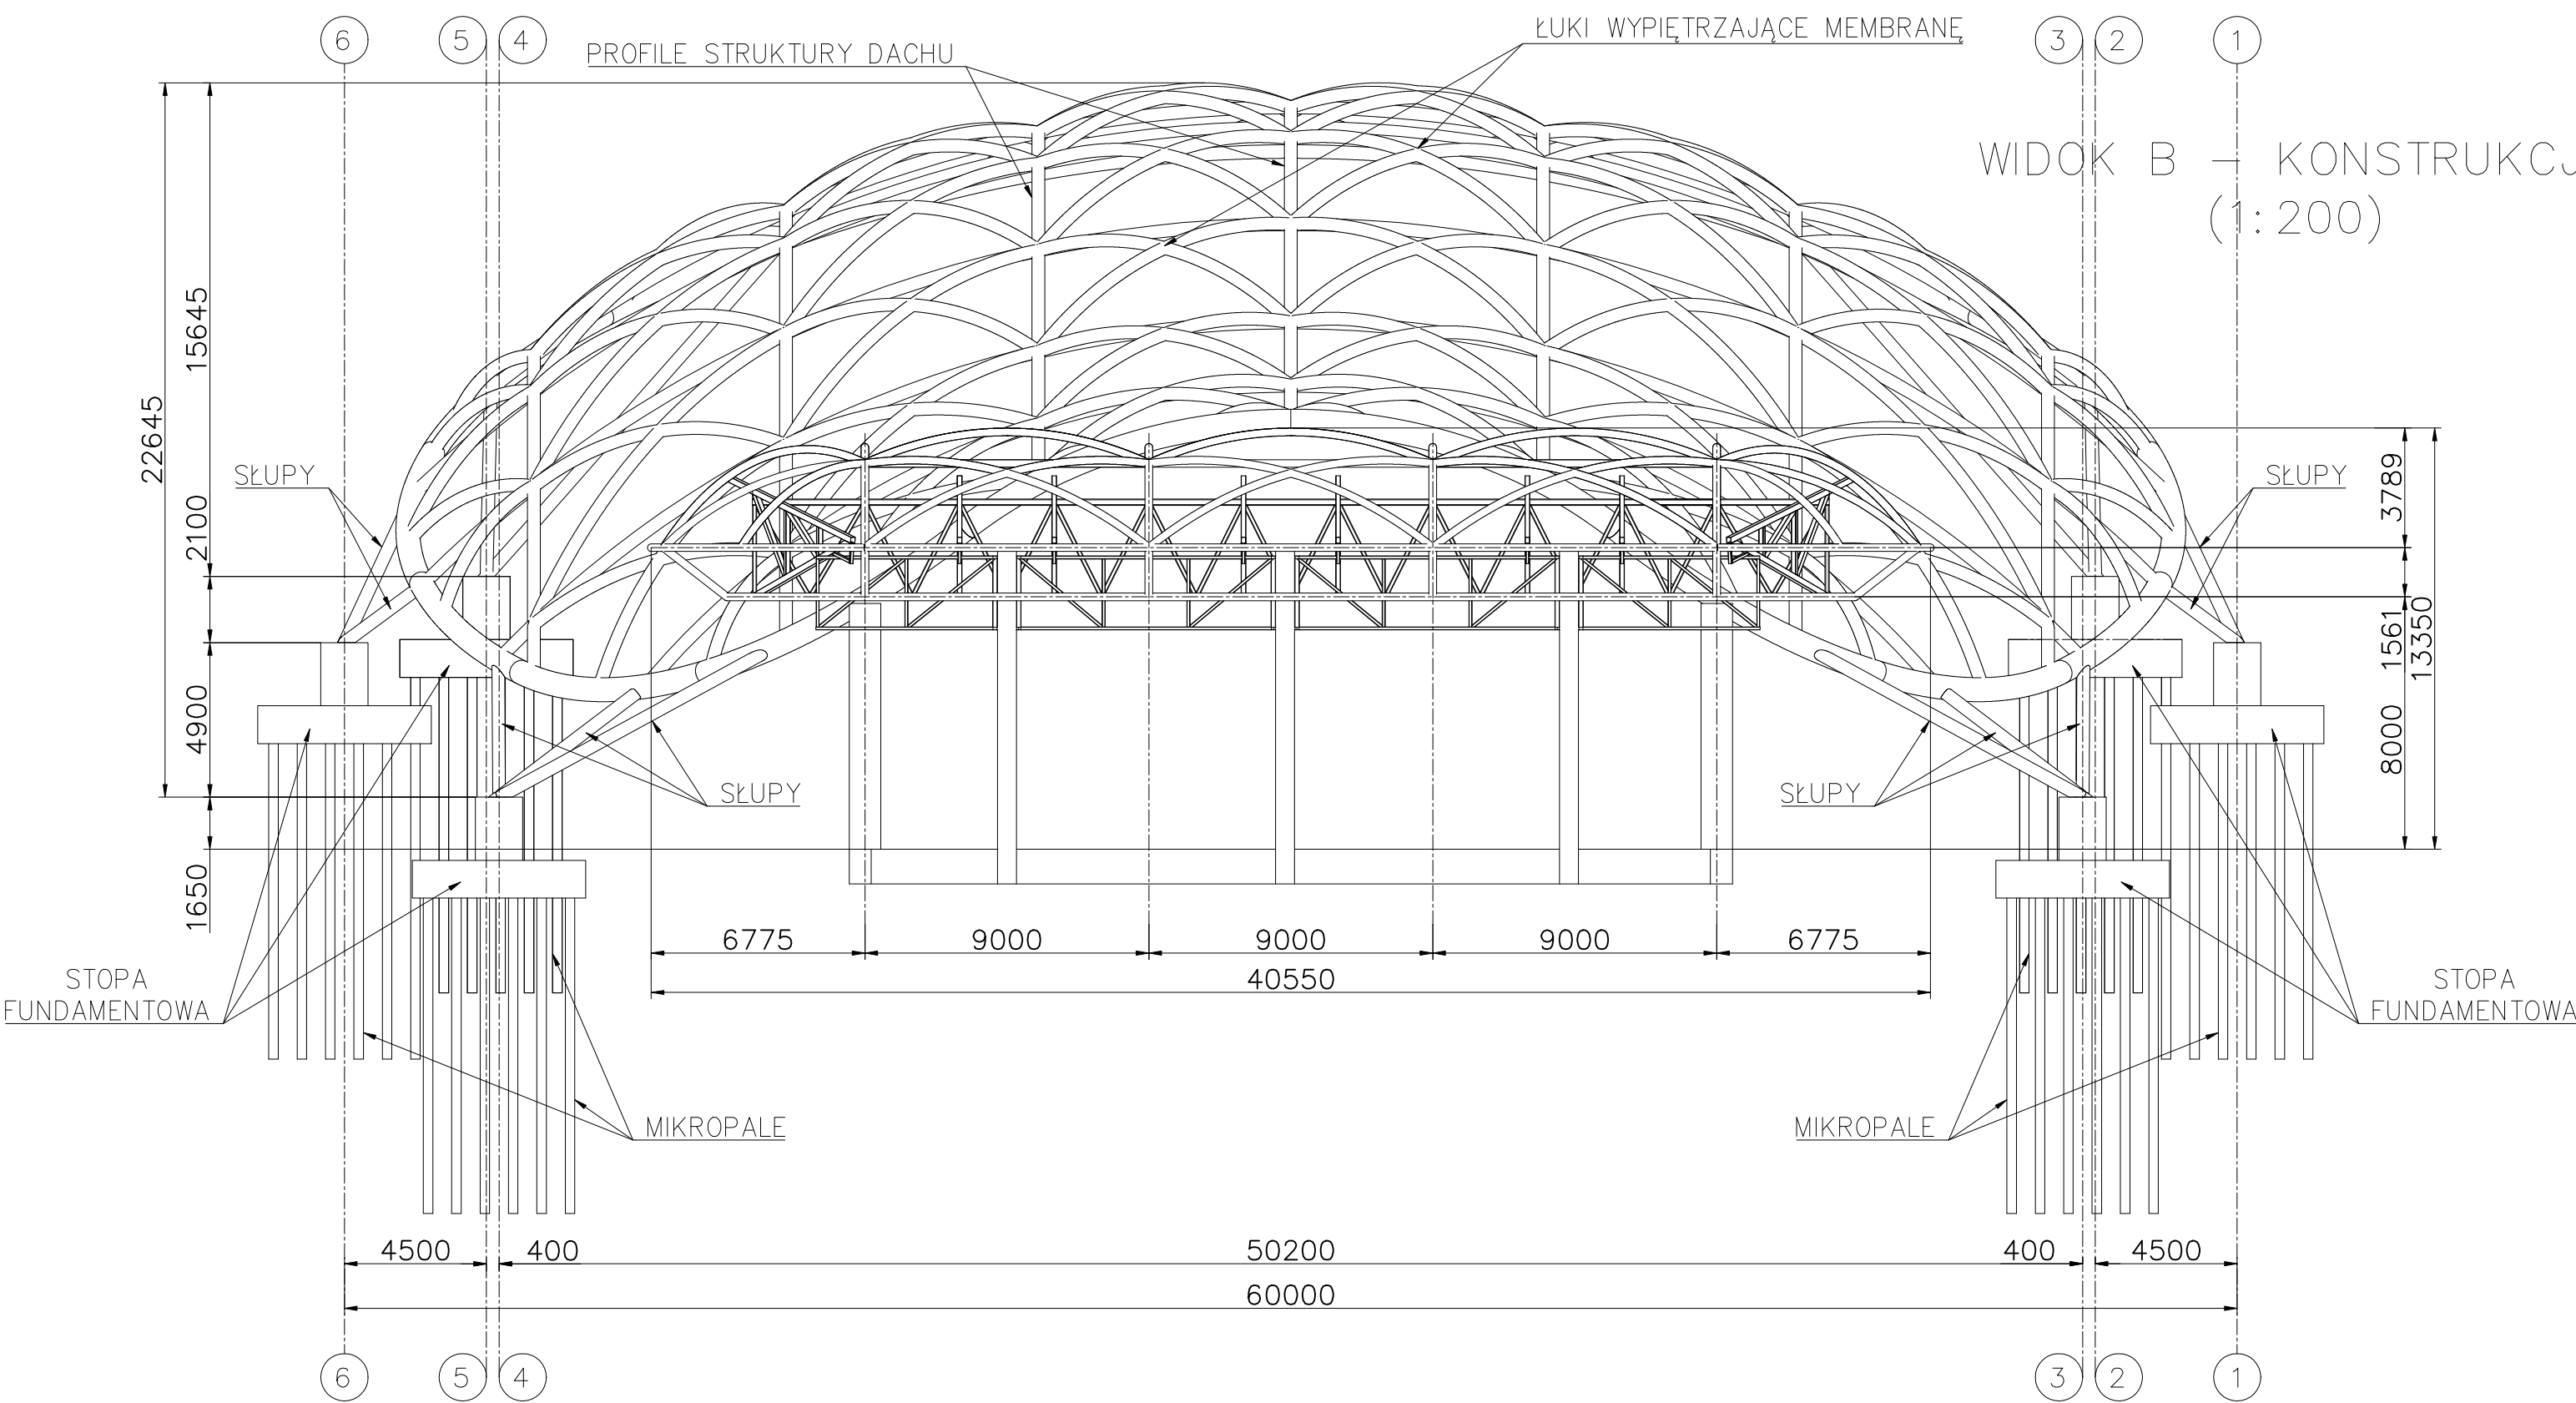 6 5 4 3 2 1
ŁUKI WYPIĘTRZAJĄCE MEMBRANĘ
PROFILE STRUKTURY DACHU
WIDOK B – KONSTRUKCJ
(1:200)
15645
22645
2100
4900
1650
SŁUPY
SŁUPY
3789
1561
13350
8000
SŁUPY
SŁUPY
6775 9000 9000 9000 6775
40550
STOPA
FUNDAMENTOWA
STOPA
FUNDAMENTOWA
MIKROPALE
MIKROPALE
4500 400 50200 400 4500
60000
6 5 4 3 2 1